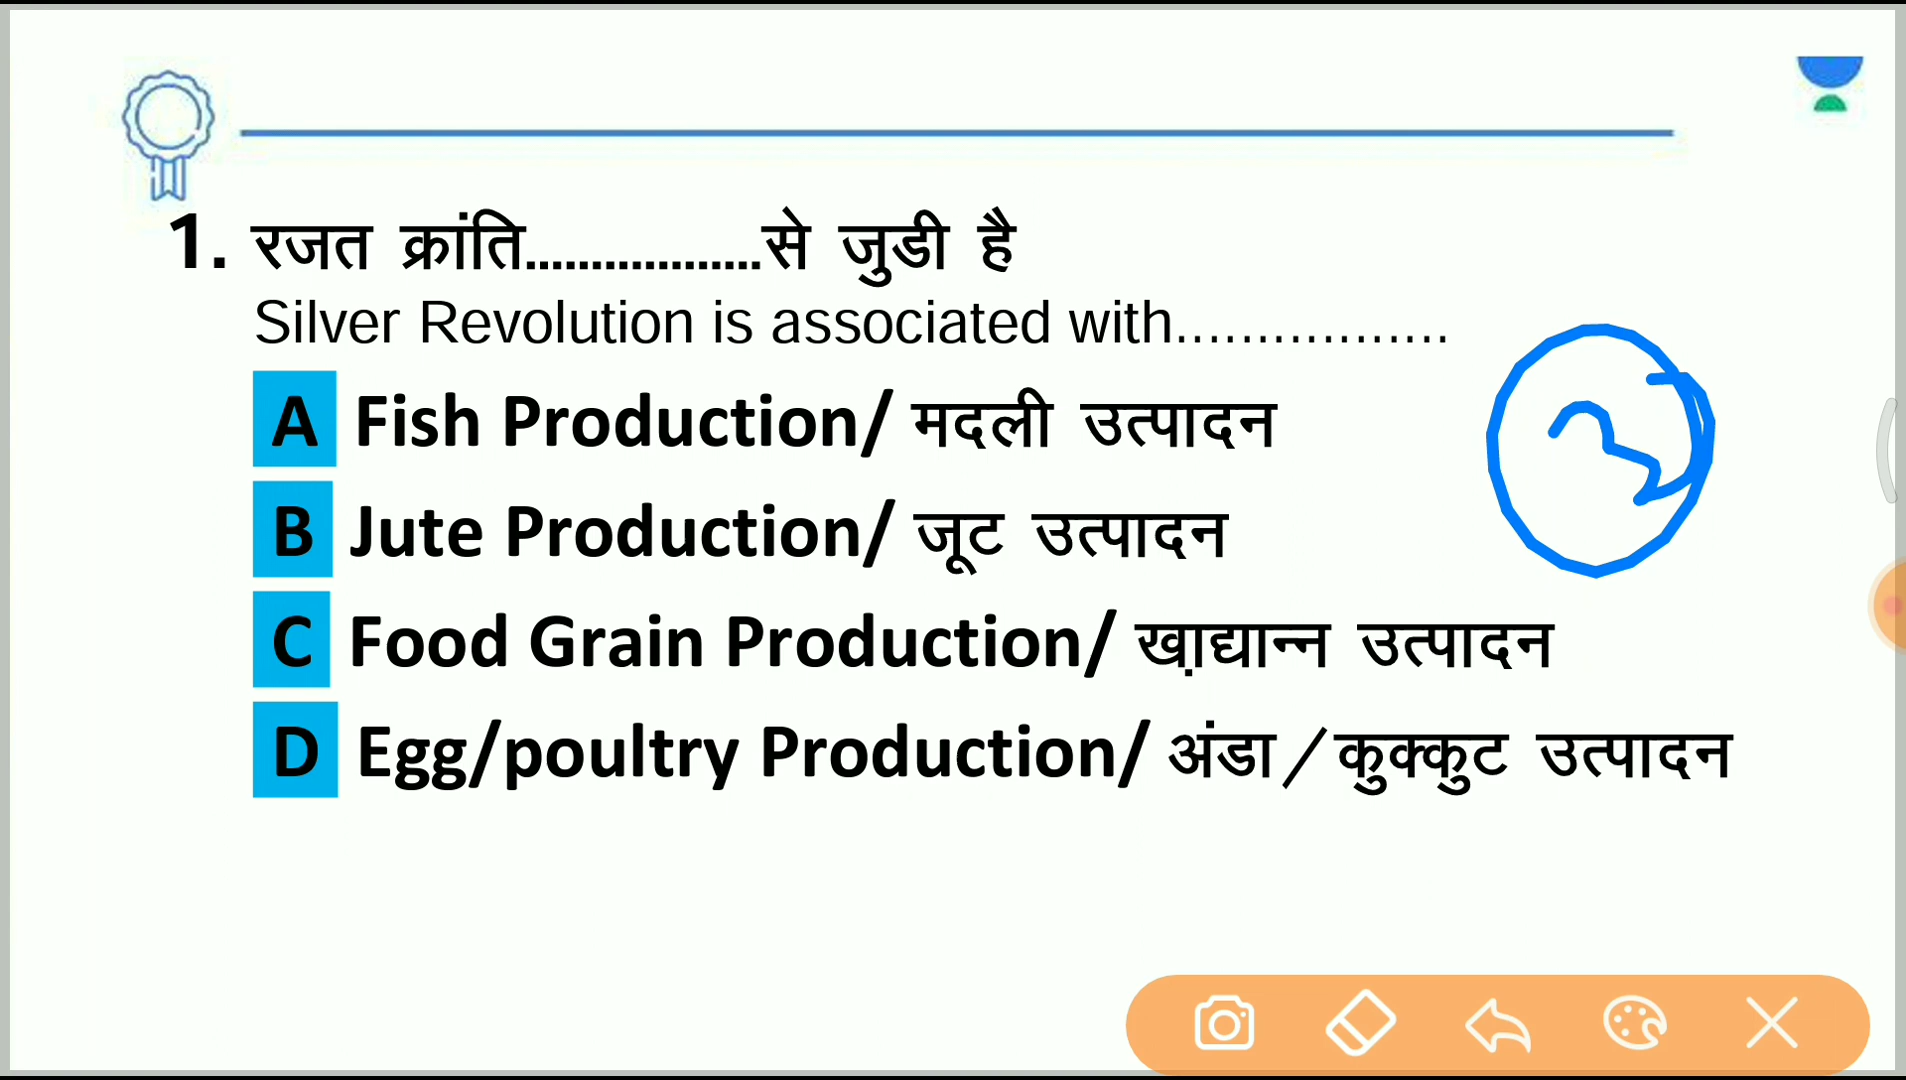 1. रजत क्रांति..................से जुडी है
Silver Revolution is associated with.................
A Fish Production/ मदली उत्पादन
B Jute Production/ जूट उत्पादन
C Food Grain Production/ खा़द्यान्न उत्पादन
D Egg/poultry Production/ अंडा/कुक्कुट उत्पादन